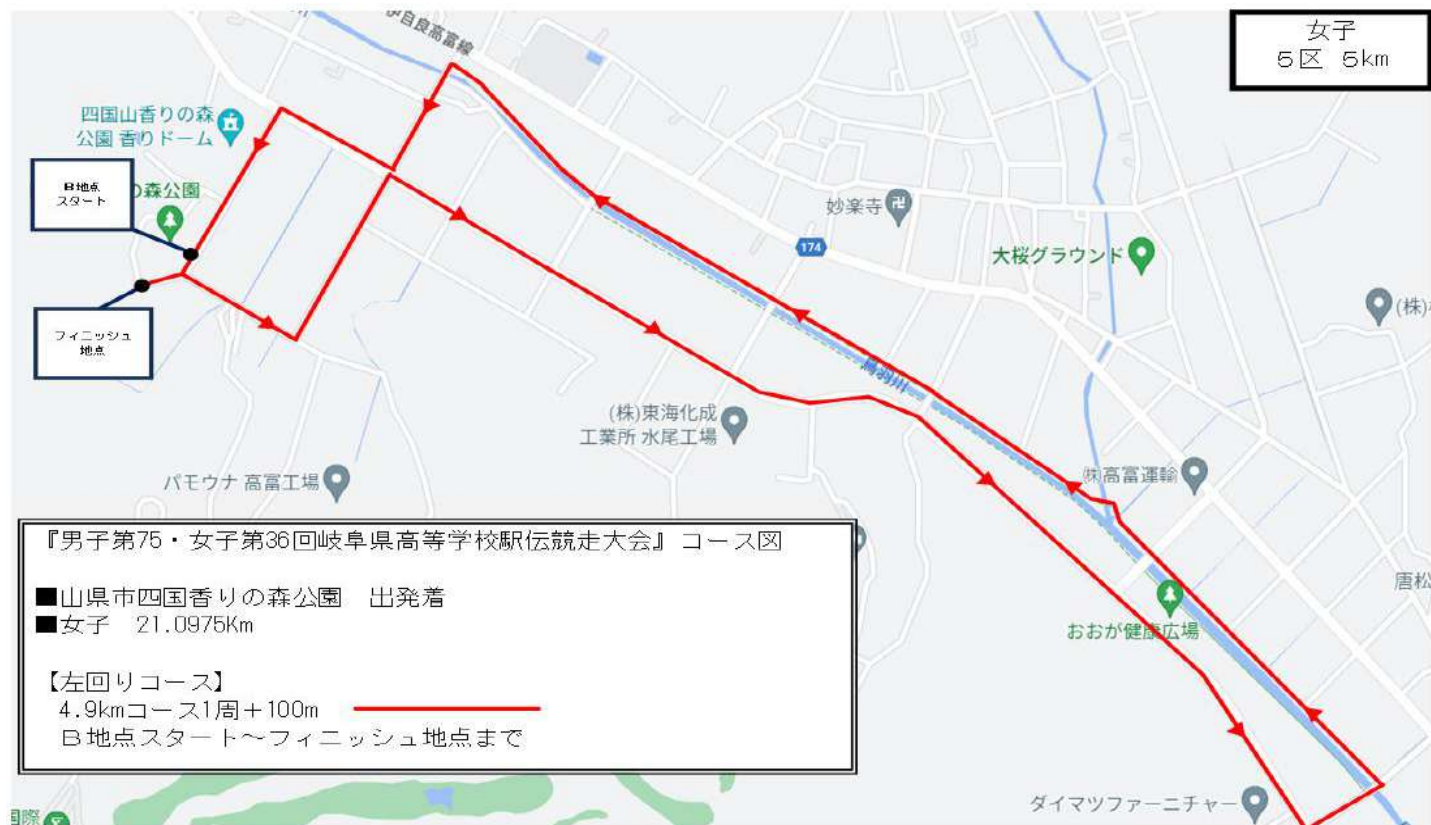 女子
5区 5km
自良高富線
四国山香りの森
公園 香りドーム
B地点
スタート
の森公園
フィニッシュ
地点
妙楽寺
174
大桜グラウンド
(株)
鳥羽川
(株)東海化成
工業所 水尾工場
㈱高富運輸
パモウナ 高富工場
唐松
おおが健康広場
『男子第75・女子第36回岐阜県高等学校駅伝競走大会』コース図
■山県市四国香りの森公園 出発着
■女子 21.0975Km
【左回りコース】
4.9kmコース1周+100m
B地点スタート～フィニッシュ地点まで
ダイマツファーニチャー
国際